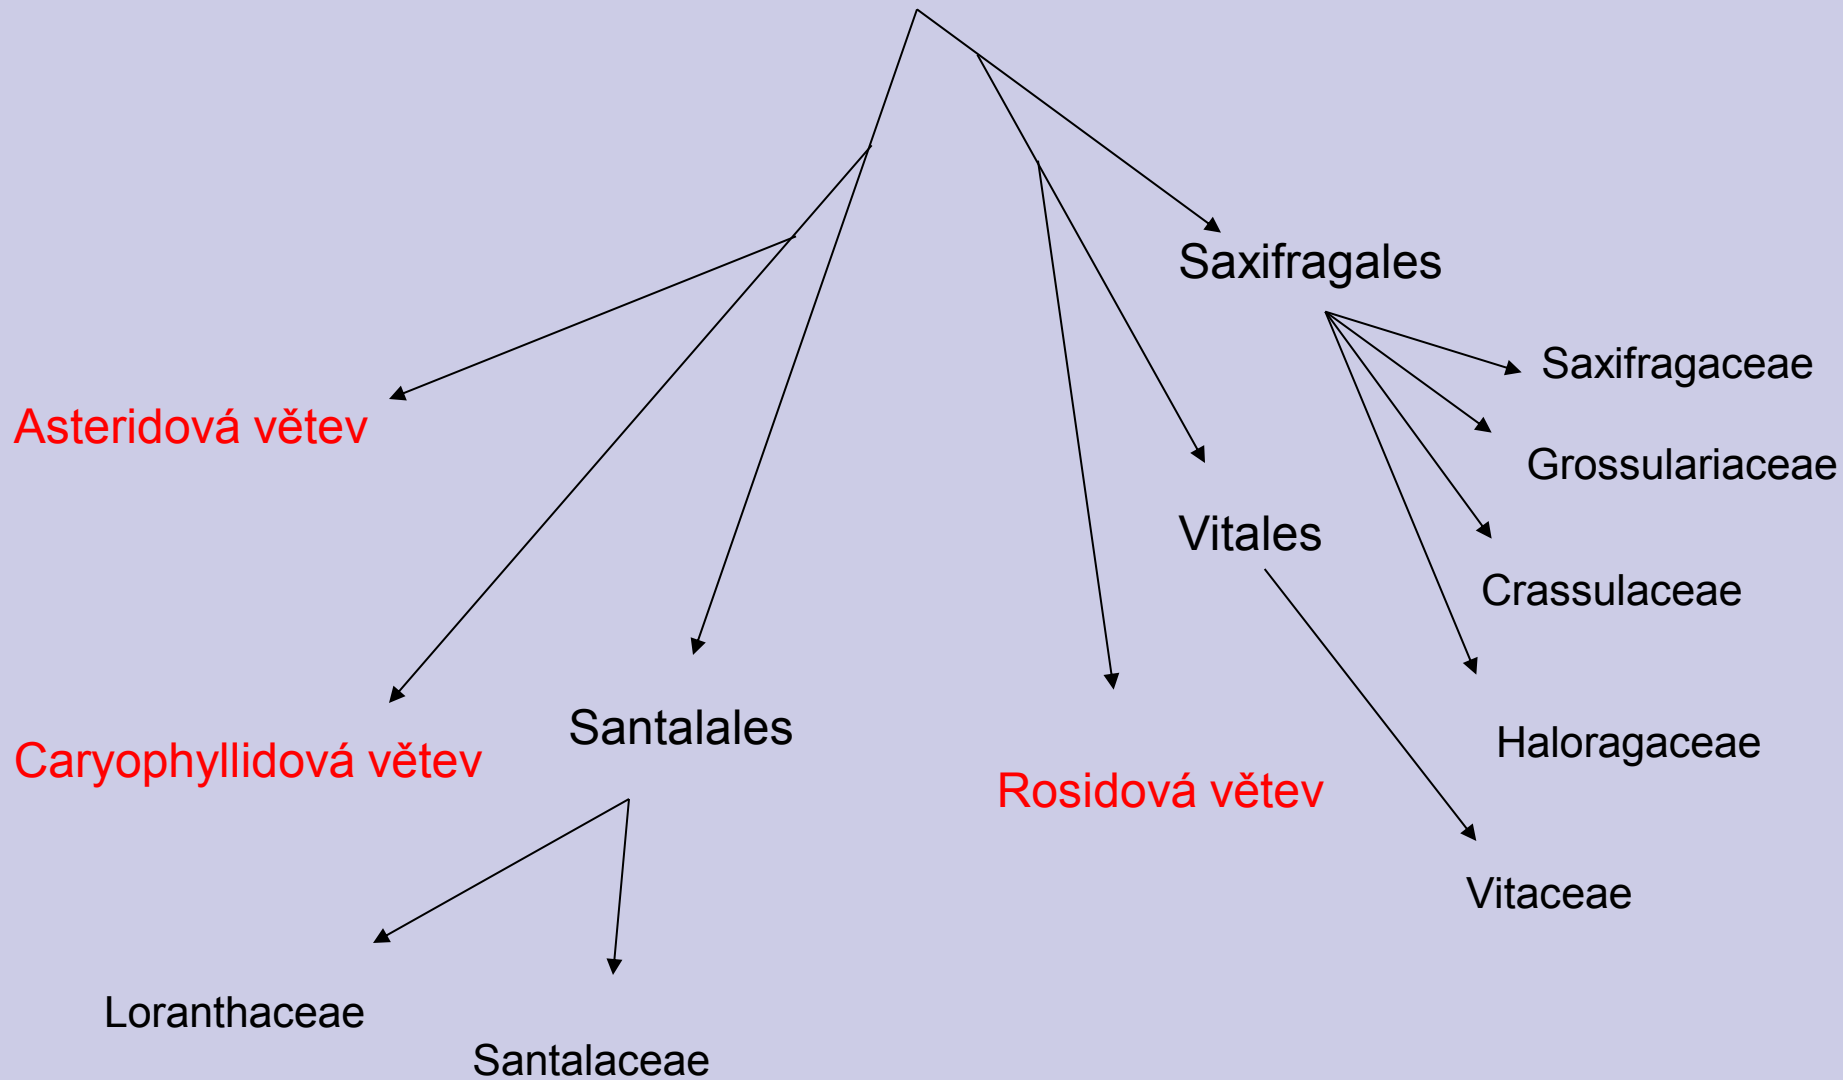 Saxifragales
Saxifragaceae
Asteridová větev
Grossulariaceae
Vitales
Crassulaceae
Santalales
Haloragaceae
Caryophyllidová větev
Rosidová větev
Vitaceae
Loranthaceae
Santalaceae